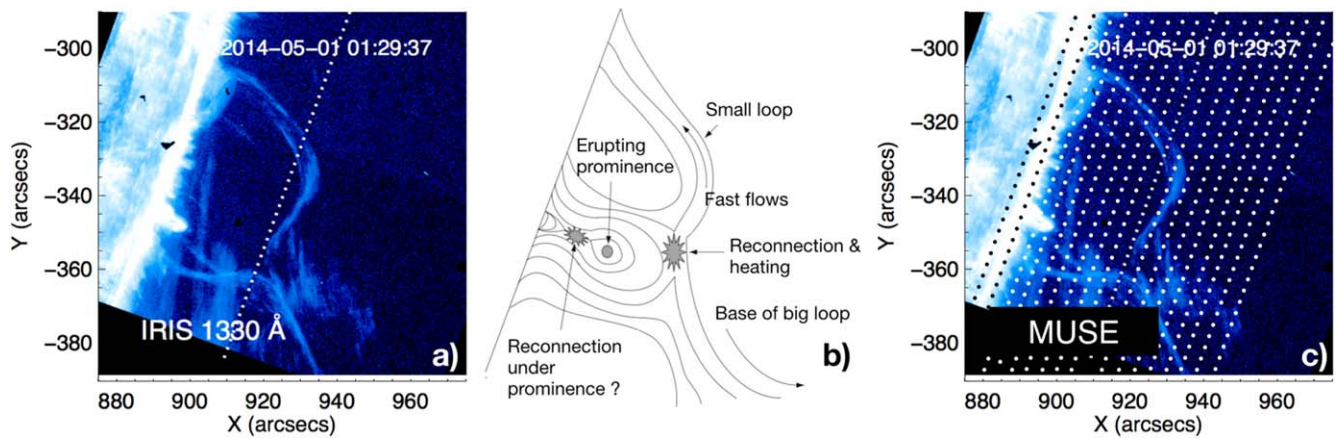 2014-05-01 01:29:37
-300
-320
-340
-360
-380
Y (arcsecs)
IRIS 1330 Å
a)
880 900 920 940 960
X (arcsecs)
Small loop
Erupting
prominence
Fast flows
Reconnection &
heating
Base of big loop
Reconnection
under
prominence ?
b)
2014-05-01 01:29:37
-300
-320
-340
-360
-380
Y (arcsecs)
MUSE
c)
880 900 920 940 960
X (arcsecs)